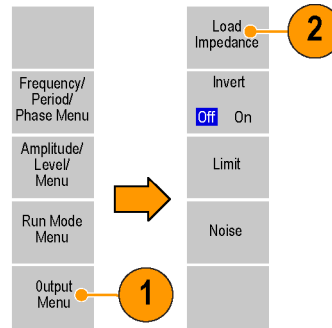 Frequency/
Period/
Phase Menu
Amplitude/
Level/
Menu
Run Mode
Menu
Output
Menu
1
Load
Impedance
2
Invert
Off On
Limit
Noise